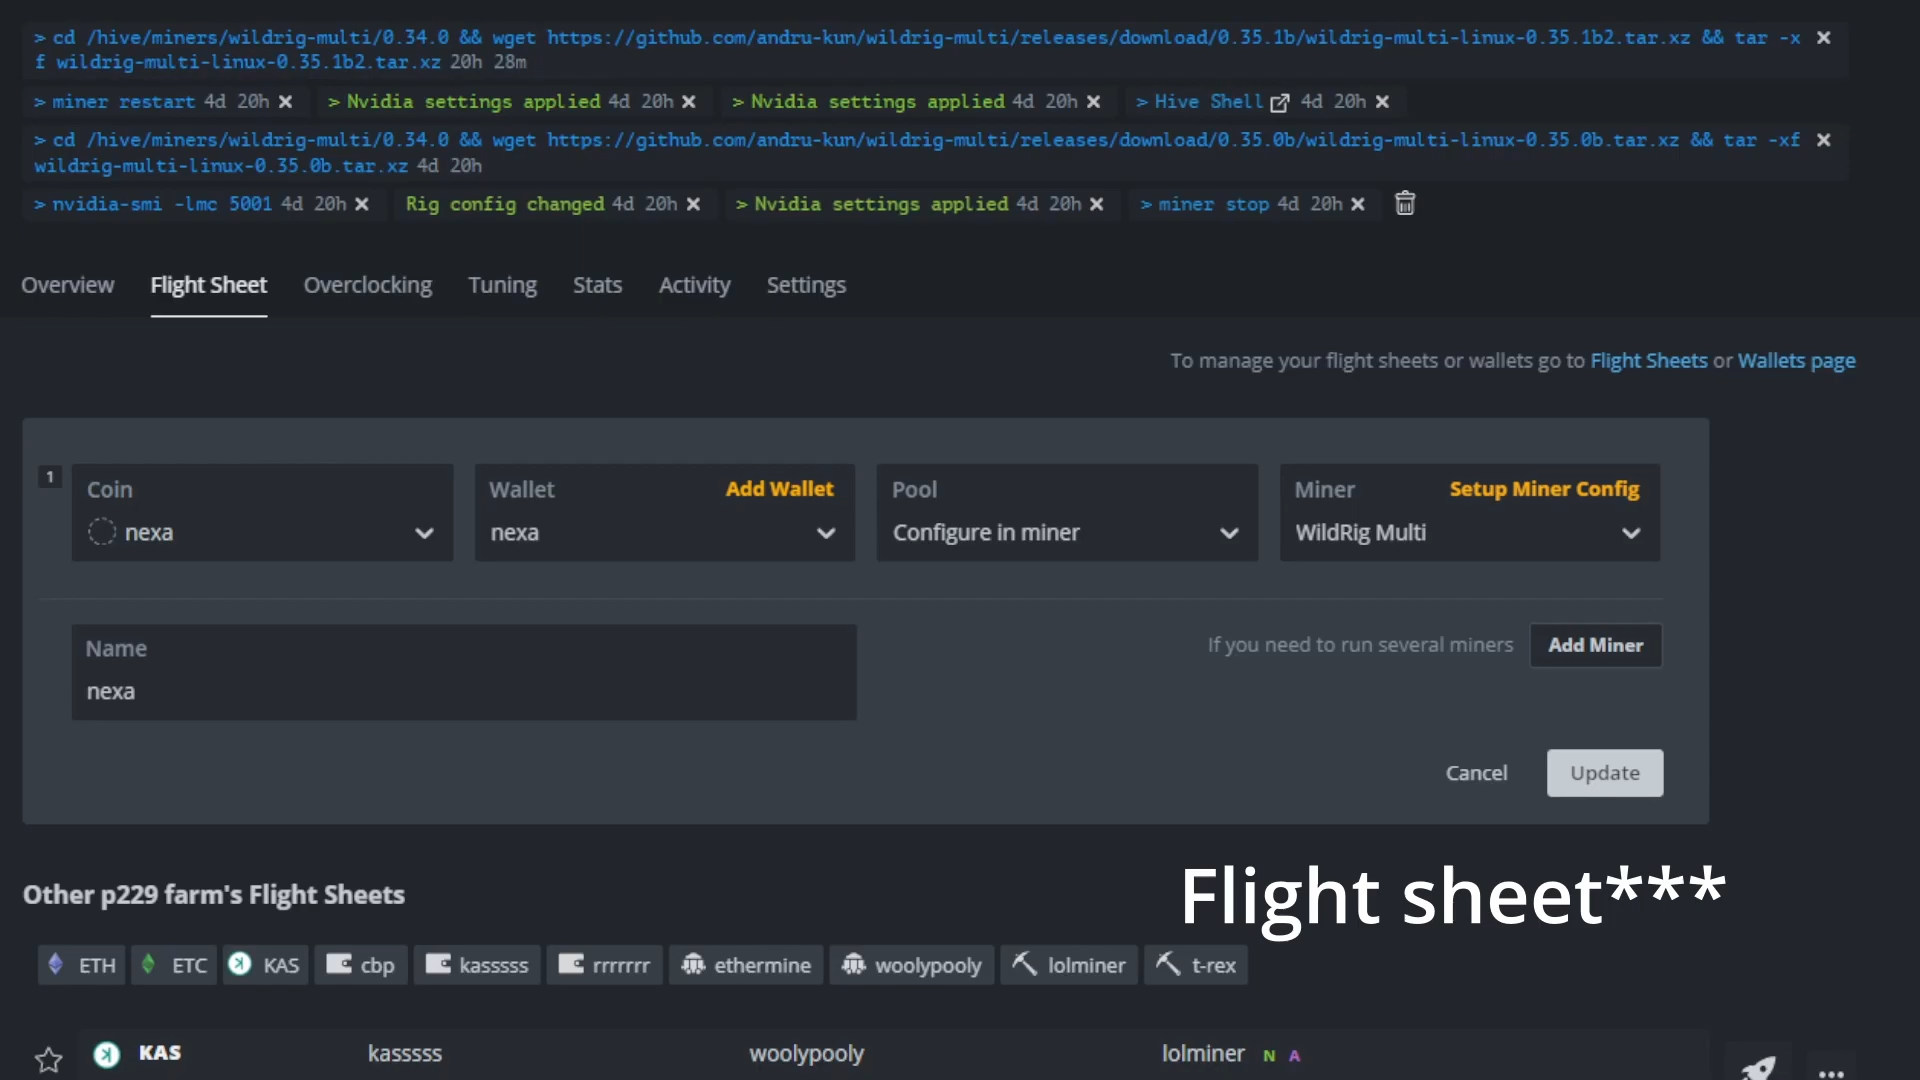 > cd /hive/miners/wildrig-multi/0.34.0 && wget https://github.com/andru-kun/wildrig-multi/releases/download/0.35.1b/wildrig-multi-linux-0.35.1b2.tar.xz && tar -x
f wildrig-multi-linux-0.35.1b2.tar.xz 20h 28m
> miner restart 4d 20h > Nvidia settings applied 4d 20h > Nvidia settings applied 4d 20h > Hive Shell 4d 20h
> cd /hive/miners/wildrig-multi/0.34.0 && wget https://github.com/andru-kun/wildrig-multi/releases/download/0.35.0b/wildrig-multi-linux-0.35.0b.tar.xz && tar -xf
wildrig-multi-linux-0.35.0b.tar.xz 4d 20h
> nvidia-smi -lmc 5001 4d 20h Rig config changed 4d 20h > Nvidia settings applied 4d 20h > miner stop 4d 20h
Overview Flight Sheet Overclocking Tuning Stats Activity Settings
To manage your flight sheets or wallets go to Flight Sheets or Wallets page
1
Coin
nexa
Wallet Add Wallet
nexa
Pool
Configure in miner
Miner Setup Miner Config
WildRig Multi
Name
nexa
If you need to run several miners Add Miner
Cancel Update
Other p229 farm's Flight Sheets
Flight sheet***
ETH ETC KAS cbp kasssss rrrrrrr ethermine woolypooly lolminer t-rex
KAS kasssss woolypooly lolminer N A